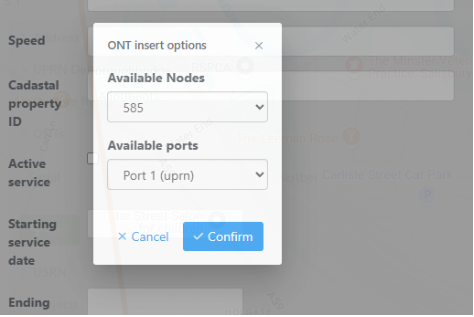 Speed
Cadastal
property
ID
Active
service
Starting
service
date
Ending
ONT insert options ×
Available Nodes
585
Available ports
Port 1 (uprn)
× Cancel ✓ Confirm